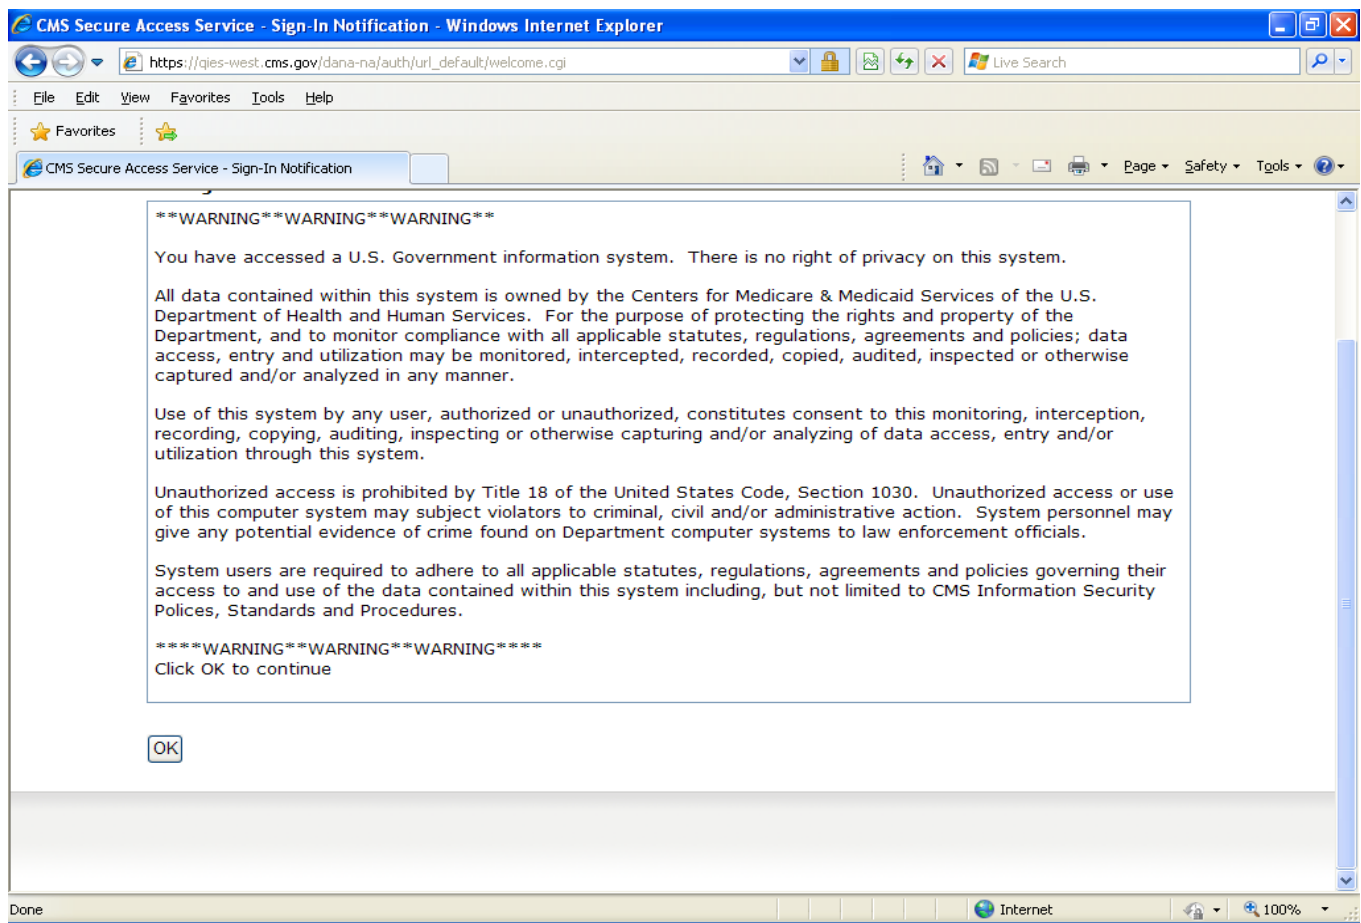 CMS Secure Access Service - Sign-In Notification - Windows Internet Explorer
https://qies-west.cms.gov/dana-na/auth/url_default/welcome.cgi
Live Search
File Edit View Favorites Tools Help
Favorites
CMS Secure Access Service - Sign-In Notification
Page Safety Tools
**WARNING**WARNING**WARNING**
You have accessed a U.S. Government information system. There is no right of privacy on this system.
All data contained within this system is owned by the Centers for Medicare & Medicaid Services of the U.S.
Department of Health and Human Services. For the purpose of protecting the rights and property of the
Department, and to monitor compliance with all applicable statutes, regulations, agreements and policies; data
access, entry and utilization may be monitored, intercepted, recorded, copied, audited, inspected or otherwise
captured and/or analyzed in any manner.
Use of this system by any user, authorized or unauthorized, constitutes consent to this monitoring, interception,
recording, copying, auditing, inspecting or otherwise capturing and/or analyzing of data access, entry and/or
utilization through this system.
Unauthorized access is prohibited by Title 18 of the United States Code, Section 1030. Unauthorized access or use
of this computer system may subject violators to criminal, civil and/or administrative action. System personnel may
give any potential evidence of crime found on Department computer systems to law enforcement officials.
System users are required to adhere to all applicable statutes, regulations, agreements and policies governing their
access to and use of the data contained within this system including, but not limited to CMS Information Security
Polices, Standards and Procedures.
****WARNING**WARNING**WARNING****
Click OK to continue
OK
Done
Internet
100%